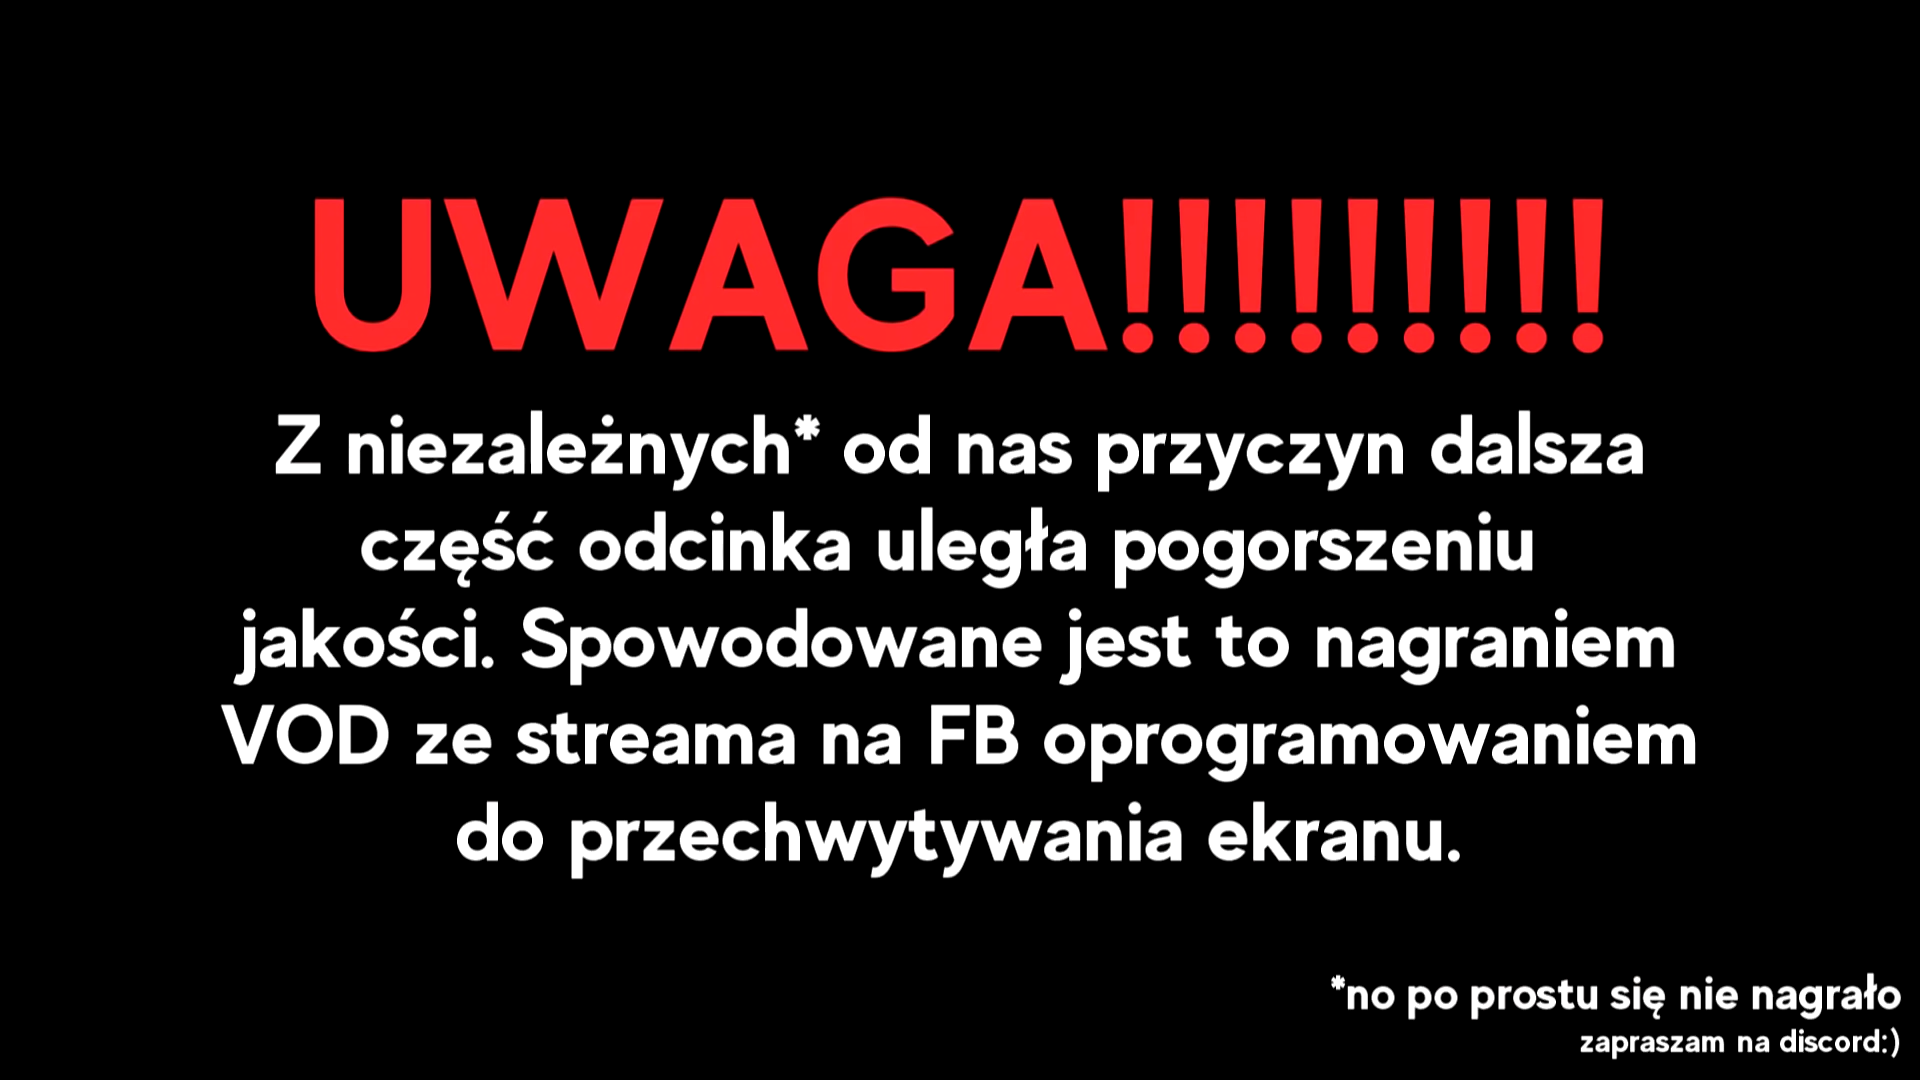 UWAGA!!!!!!!!!
Z niezależnych* od nas przyczyn dalsza
część odcinka uległa pogorszeniu
jakości. Spowodowane jest to nagraniem
VOD ze streama na FB oprogramowaniem
do przechwytywania ekranu.
*no po prostu się nie nagrało
zapraszam na discord:)